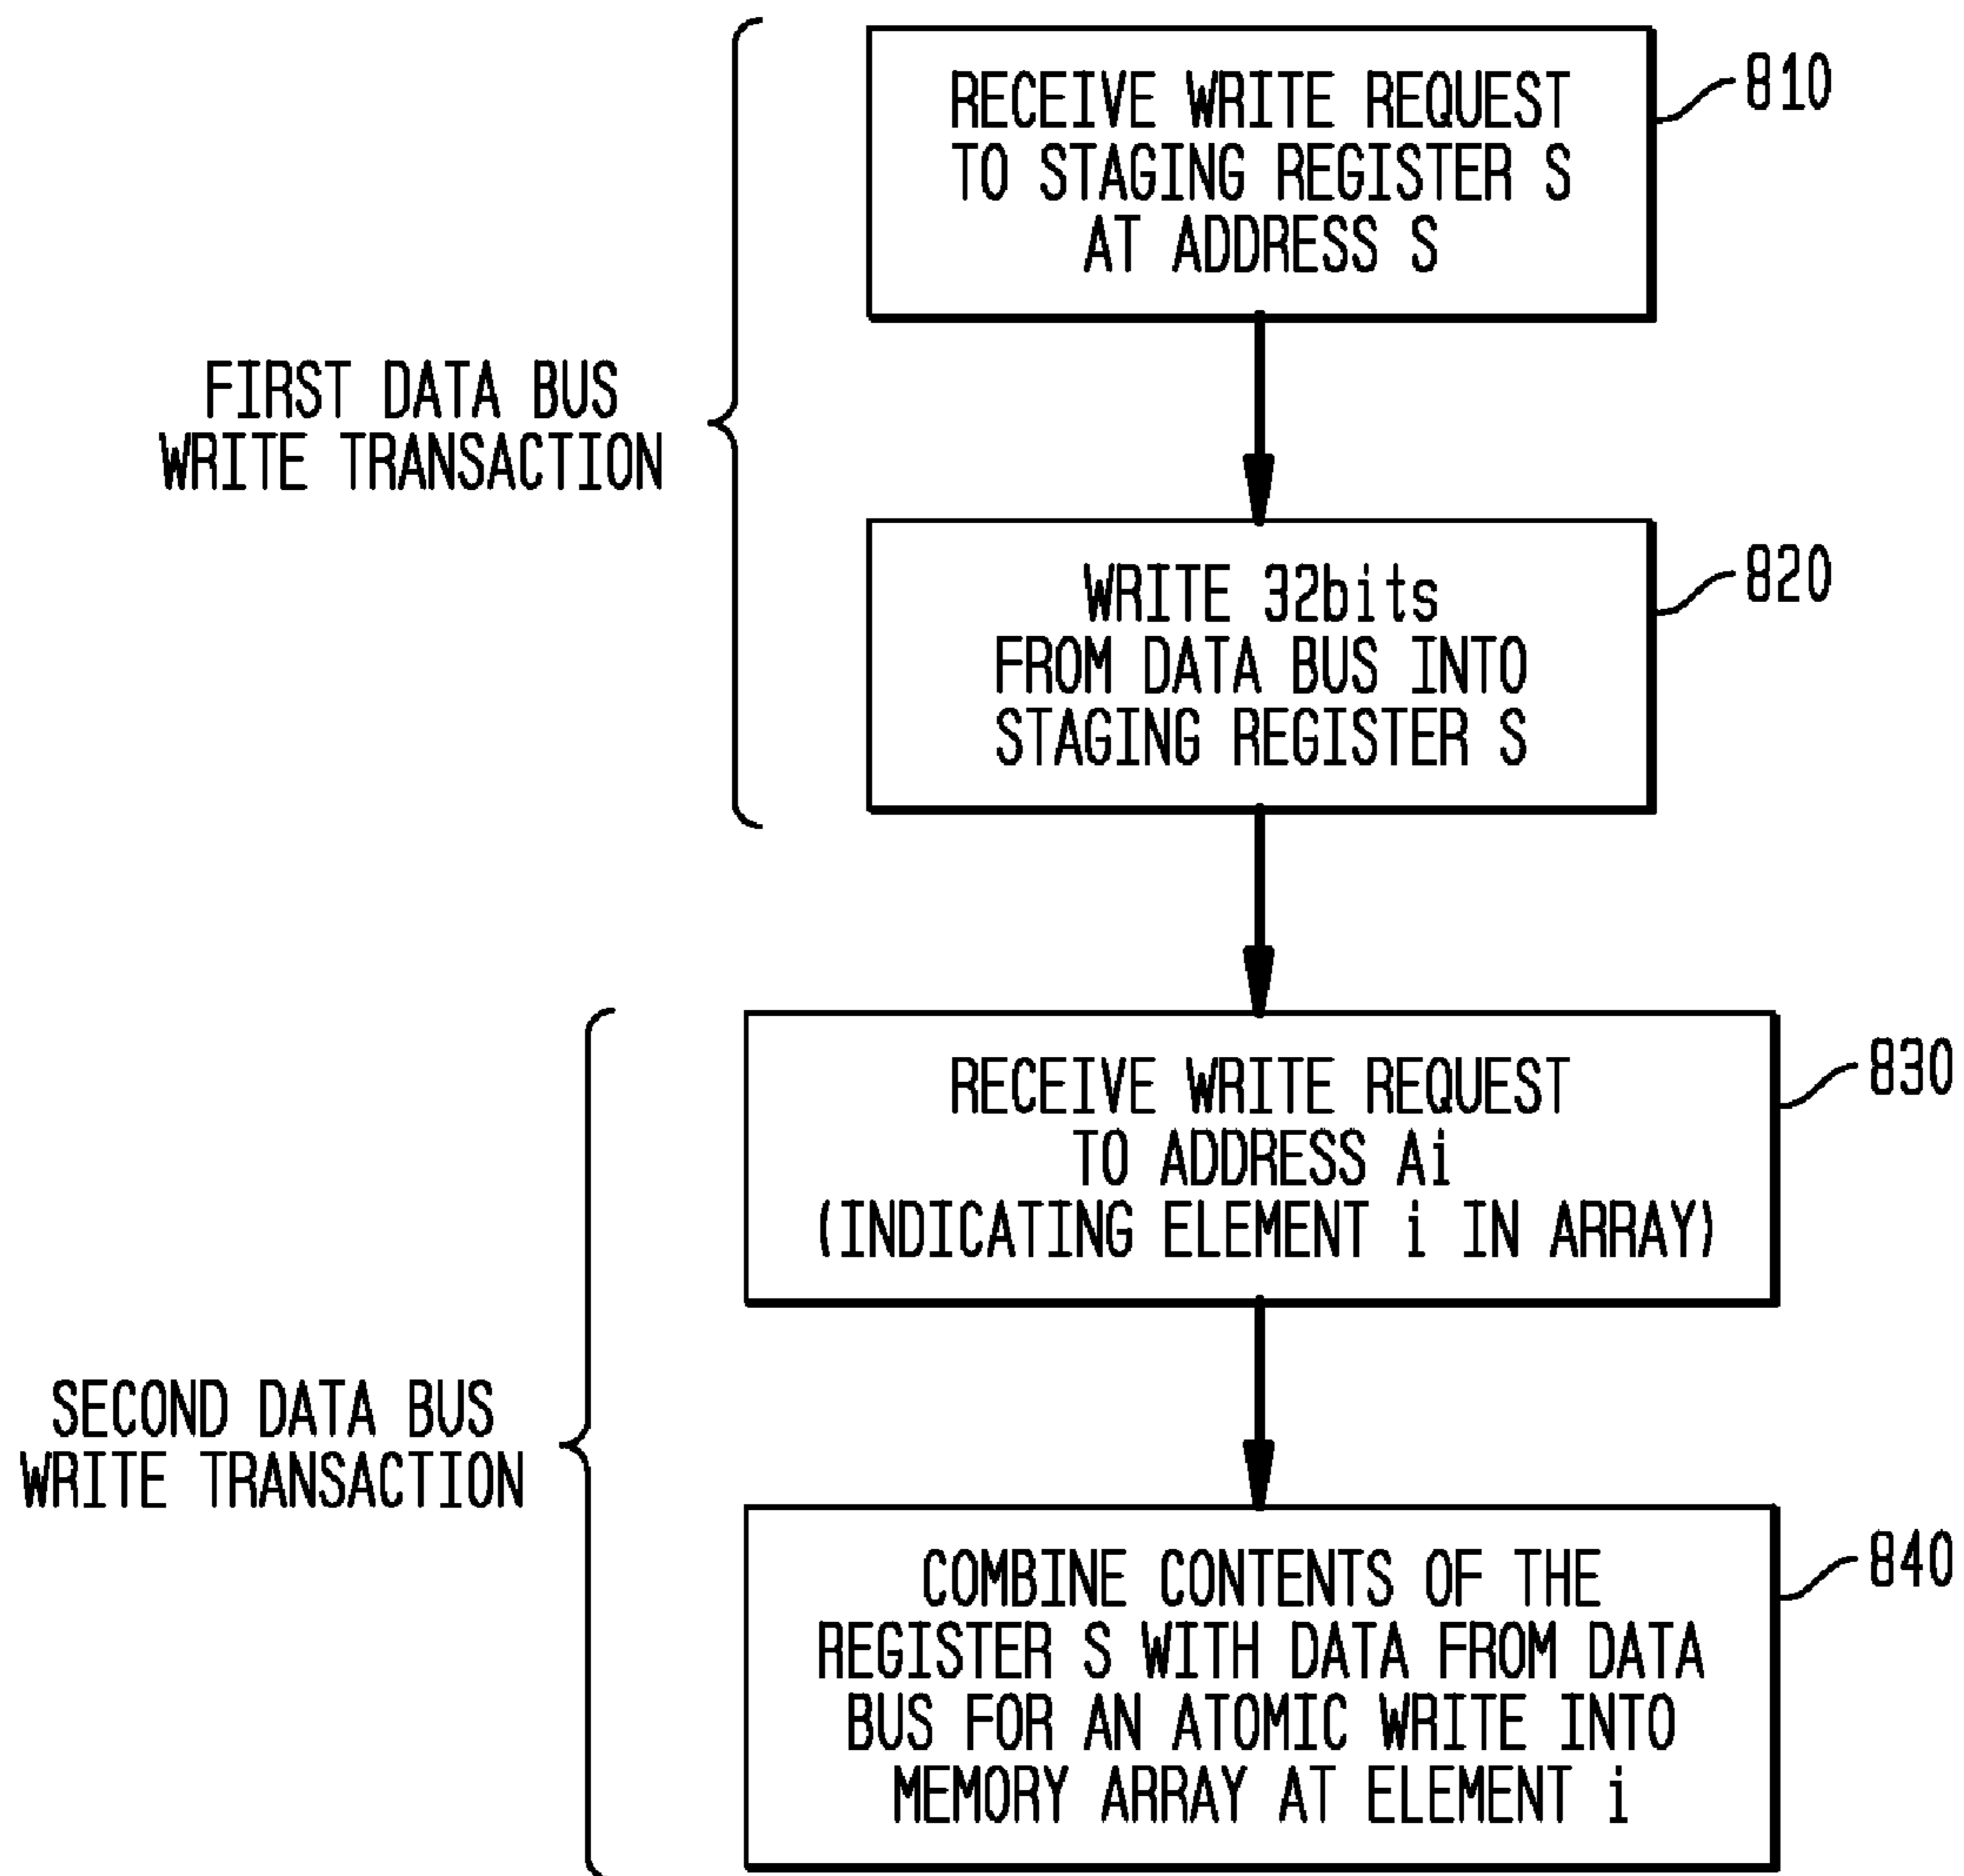 RECEIVE WRITE REQUEST
TO STAGING REGISTER S
AT ADDRESS S
810
FIRST DATA BUS
WRITE TRANSACTION
WRITE 32bits
FROM DATA BUS INTO
STAGING REGISTER S
820
RECEIVE WRITE REQUEST
TO ADDRESS Ai
(INDICATING ELEMENT i IN ARRAY)
830
SECOND DATA BUS
WRITE TRANSACTION
COMBINE CONTENTS OF THE
REGISTER S WITH DATA FROM DATA
BUS FOR AN ATOMIC WRITE INTO
MEMORY ARRAY AT ELEMENT i
840